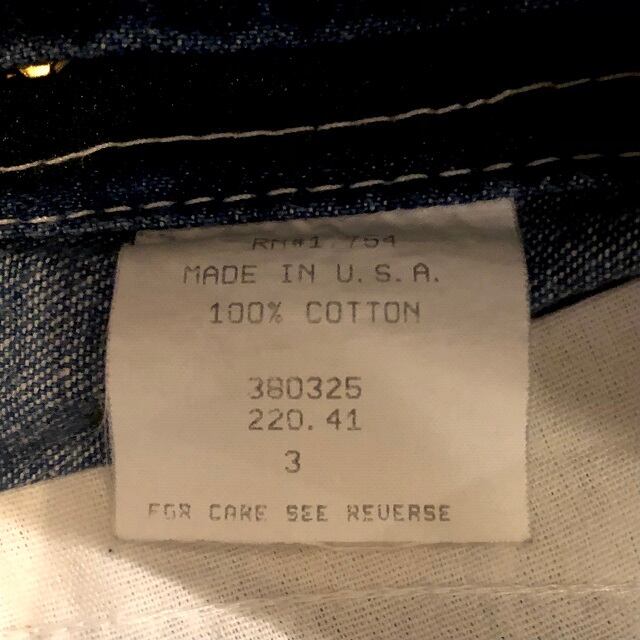 MADE IN U.S.A.
100% COTTON
380325
220.41
3
FOR CARE SEE REVERSE